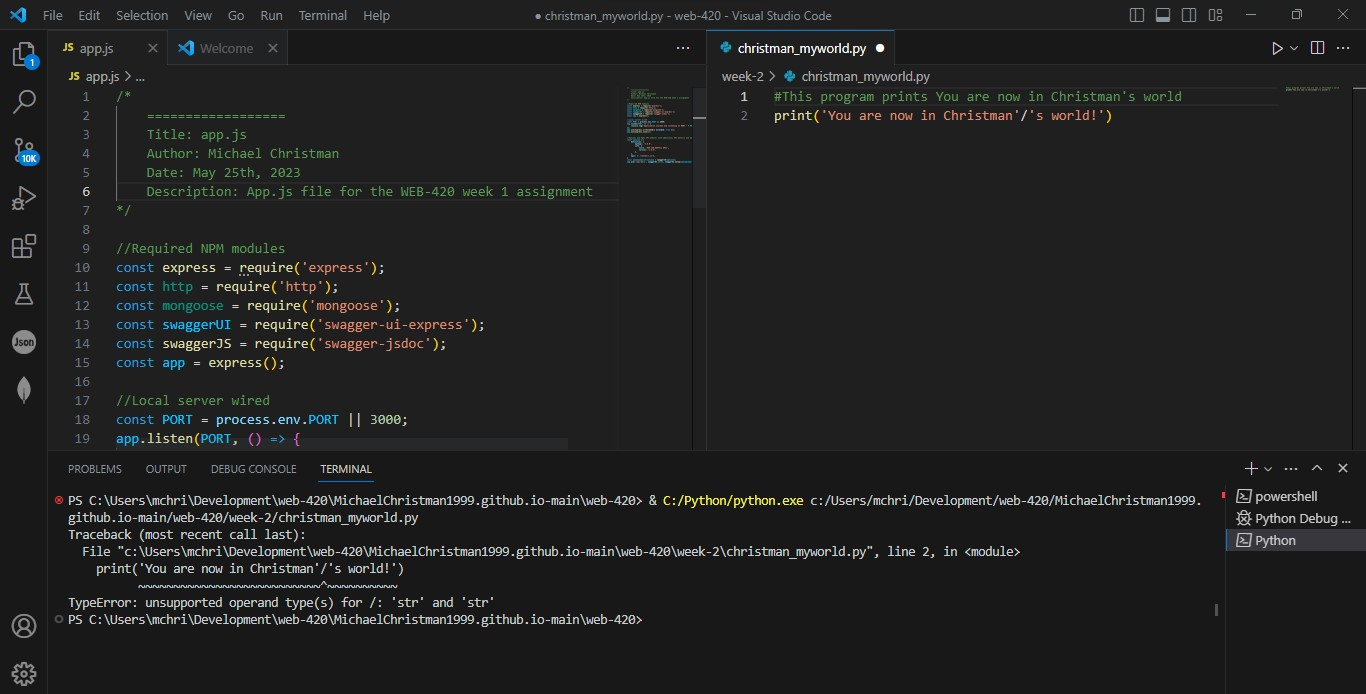 File Edit Selection View Go Run Terminal Help
● christman_myworld.py - web-420 - Visual Studio Code
1
10K
Json
JS app.js
Welcome
JS app.js > ...
1 /*
2 ==================
3 Title: app.js
4 Author: Michael Christman
5 Date: May 25th, 2023
6 Description: App.js file for the WEB-420 week 1 assignment
7 */
8
9 //Required NPM modules
10 const express = require('express');
11 const http = require('http');
12 const mongoose = require('mongoose');
13 const swaggerUI = require('swagger-ui-express');
14 const swaggerJS = require('swagger-jsdoc');
15 const app = express();
16
17 //Local server wired
18 const PORT = process.env.PORT || 3000;
19 app.listen(PORT, () => {
christman_myworld.py ●
week-2 > christman_myworld.py
1 #This program prints You are now in Christman's world
2 print('You are now in Christman'/'s world!')
PROBLEMS OUTPUT DEBUG CONSOLE TERMINAL
PS C:\Users\mchri\Development\web-420\MichaelChristman1999.github.io-main\web-420> & C:/Python/python.exe c:/Users/mchri/Development/web-420/MichaelChristman1999.
github.io-main/web-420/week-2/christman_myworld.py
Traceback (most recent call last):
File "c:\Users\mchri\Development\web-420\MichaelChristman1999.github.io-main\web-420\week-2\christman_myworld.py", line 2, in <module>
print('You are now in Christman'/'s world!')
~~~~~~~~~~~~~~~~~~~~~~~~~~^~~~~~~~~~~
TypeError: unsupported operand type(s) for /: 'str' and 'str'
PS C:\Users\mchri\Development\web-420\MichaelChristman1999.github.io-main\web-420>
powershell
Python Debug ...
Python